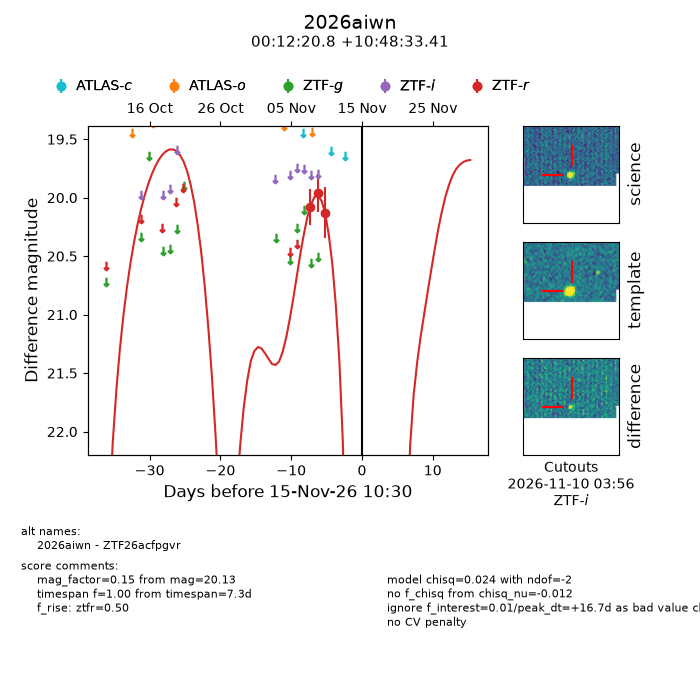 2026aiwn
00:12:20.8 +10:48:33.41
ATLAS-c ATLAS-o ZTF-g ZTF-i ZTF-r
16 Oct 26 Oct 05 Nov 15 Nov 25 Nov
19.5
20.0
20.5
21.0
21.5
22.0
Difference magnitude
−30 −20 −10 0 10
Days before 15-Nov-26 10:30
science
template
difference
Cutouts
2026-11-10 03:56
ZTF-i
alt names:
2026aiwn - ZTF26acfpgvr
score comments:
mag_factor=0.15 from mag=20.13
timespan f=1.00 from timespan=7.3d
f_rise: ztfr=0.50
model chisq=0.024 with ndof=-2
no f_chisq from chisq_nu=-0.012
ignore f_interest=0.01/peak_dt=+16.7d as bad value
no CV penalty